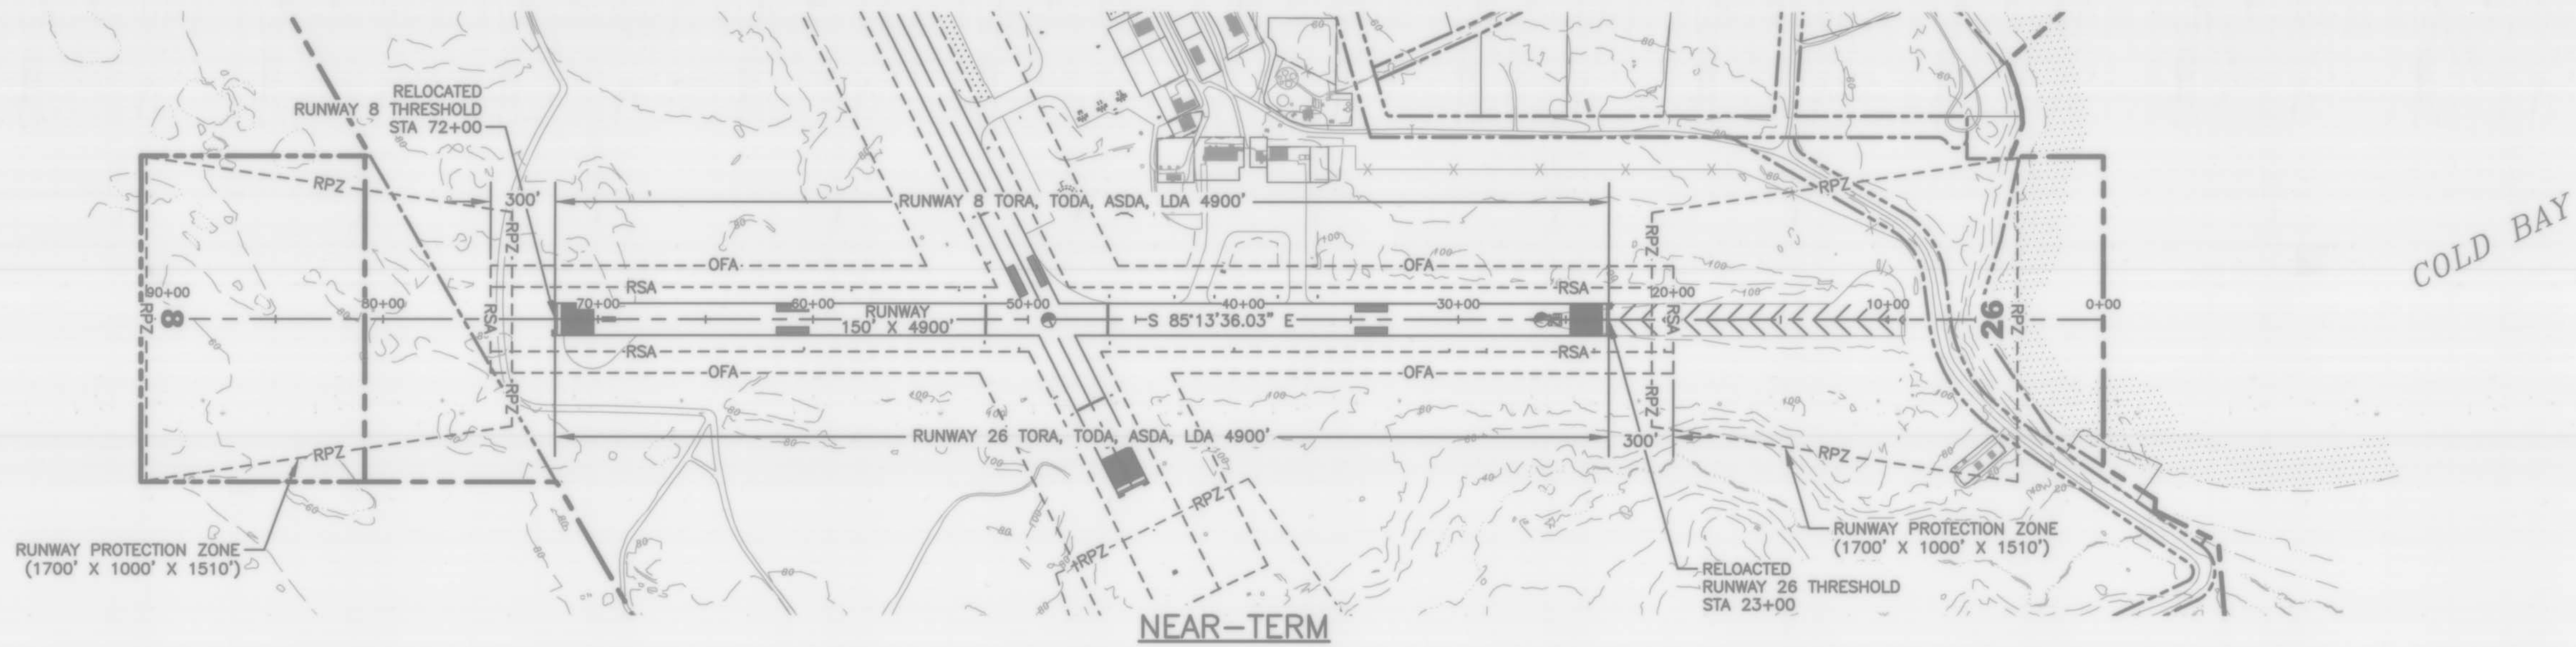 RELOCATED
RUNWAY 8 THRESHOLD
STA 72+00
RPZ
300'
RUNWAY 8 TORA, TODA, ASDA, LDA 4900'
RPZ
RPZ
RPZ
COLD BAY
OFA
OFA
RSA
RSA
90+00
80+00
70+00
60+00
50+00
40+00
30+00
20+00
10+00
0+00
RPZ
8
RSA
RUNWAY
150' X 4900'
S 85°13'36.03" E
RSA
26
RPZ
RSA
RSA
OFA
OFA
RPZ
RPZ
RUNWAY 26 TORA, TODA, ASDA, LDA 4900'
300'
RPZ
RPZ
RPZ
RPZ
RUNWAY PROTECTION ZONE
(1700' X 1000' X 1510')
RUNWAY PROTECTION ZONE
(1700' X 1000' X 1510')
RELOACTED
RUNWAY 26 THRESHOLD
STA 23+00
NEAR-TERM